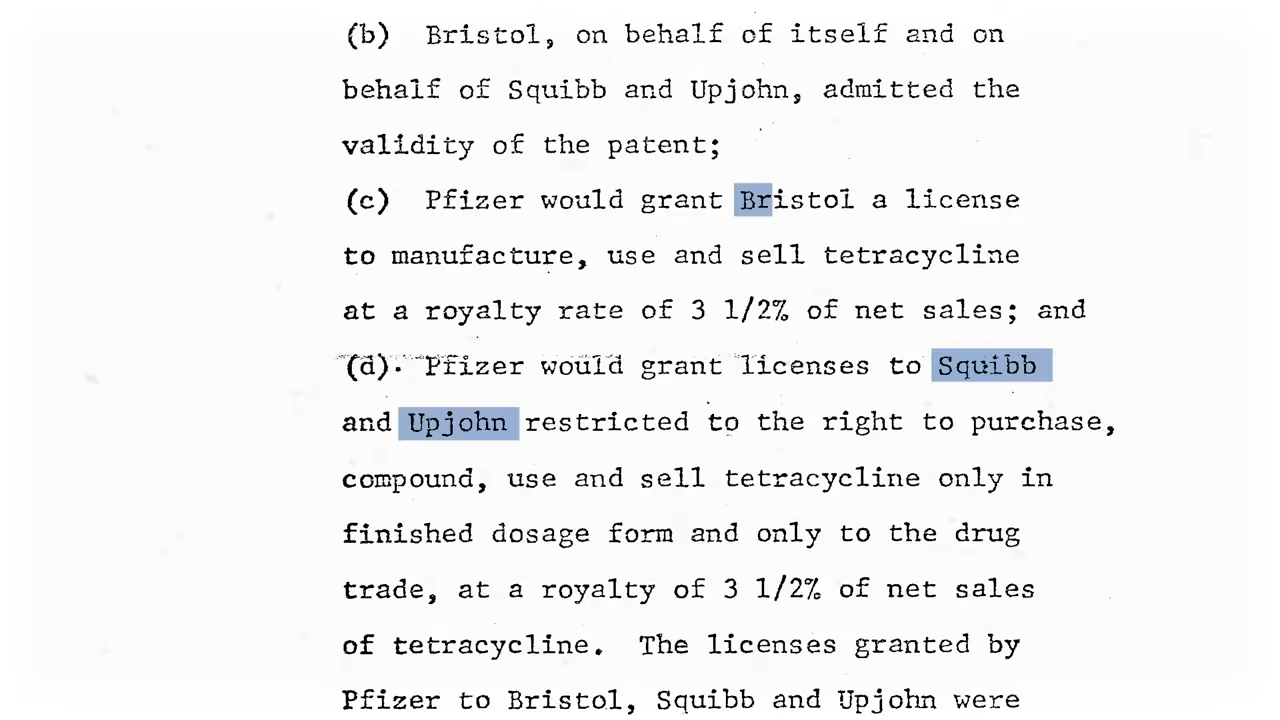 (b) Bristol, on behalf of itself and on
behalf of Squibb and Upjohn, admitted the
validity of the patent;
(c) Pfizer would grant Bristol a license
to manufacture, use and sell tetracycline
at a royalty rate of 3 1/2% of net sales; and
(d). Pfizer would grant licenses to Squibb
and Upjohn restricted to the right to purchase,
compound, use and sell tetracycline only in
finished dosage form and only to the drug
trade, at a royalty of 3 1/2% of net sales
of tetracycline. The licenses granted by
Pfizer to Bristol, Squibb and Upjohn were